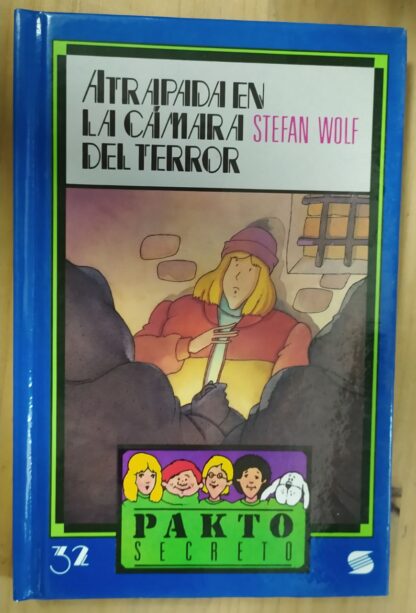 ATRAPADA EN
LA CÁMARA STEFAN WOLF
DEL TERROR
PAKTO
SECRETO
32